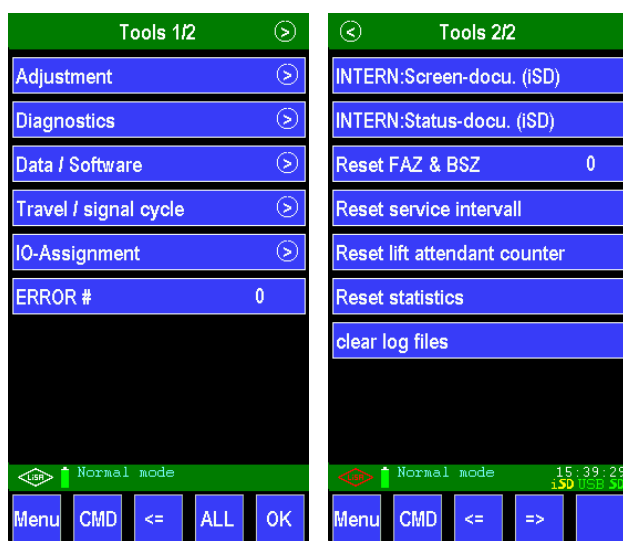 Tools 1/2 >
Adjustment >
Diagnostics >
Data / Software >
Travel / signal cycle >
IO-Assignment >
ERROR # 0
LiSA Normal mode
Menu CMD <= ALL OK
< Tools 2/2
INTERN:Screen-docu. (iSD)
INTERN:Status-docu. (iSD)
Reset FAZ & BSZ 0
Reset service intervall
Reset lift attendant counter
Reset statistics
clear log files
LiSA Normal mode 15:39:29
iSD USB SD
Menu CMD <= =>